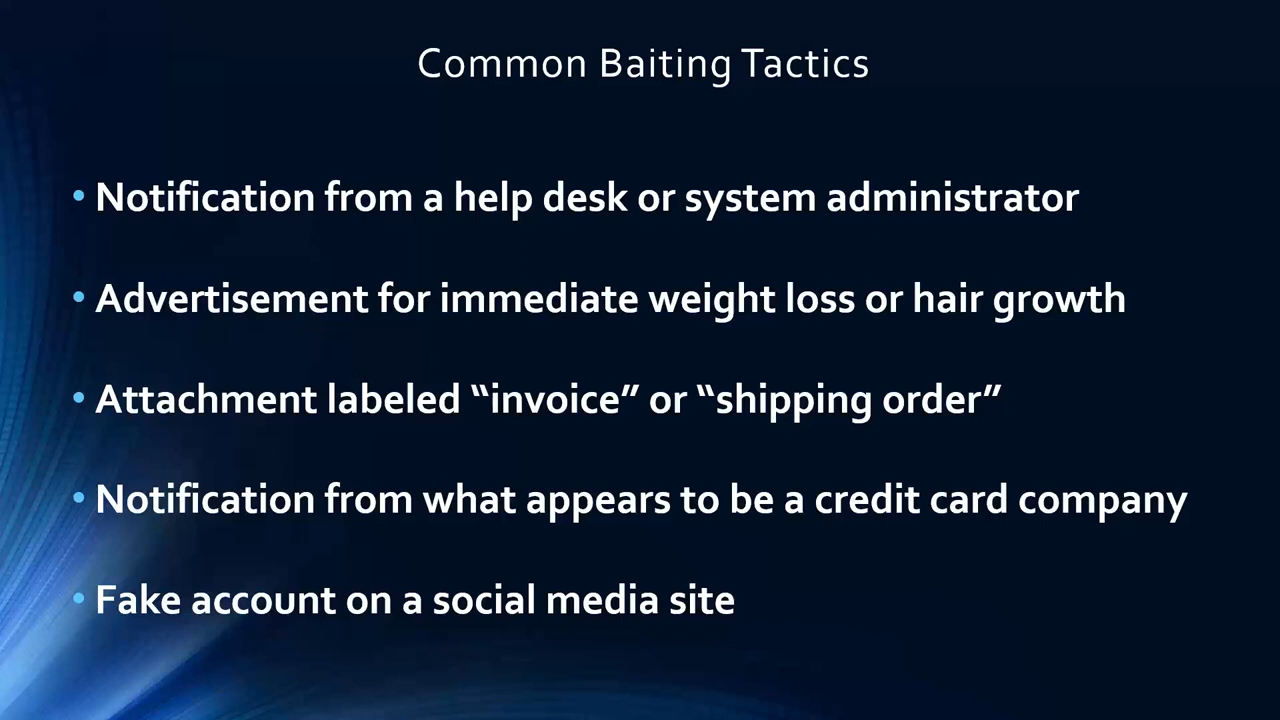 Common Baiting Tactics
• Notification from a help desk or system administrator
• Advertisement for immediate weight loss or hair growth
• Attachment labeled “invoice” or “shipping order”
• Notification from what appears to be a credit card company
• Fake account on a social media site